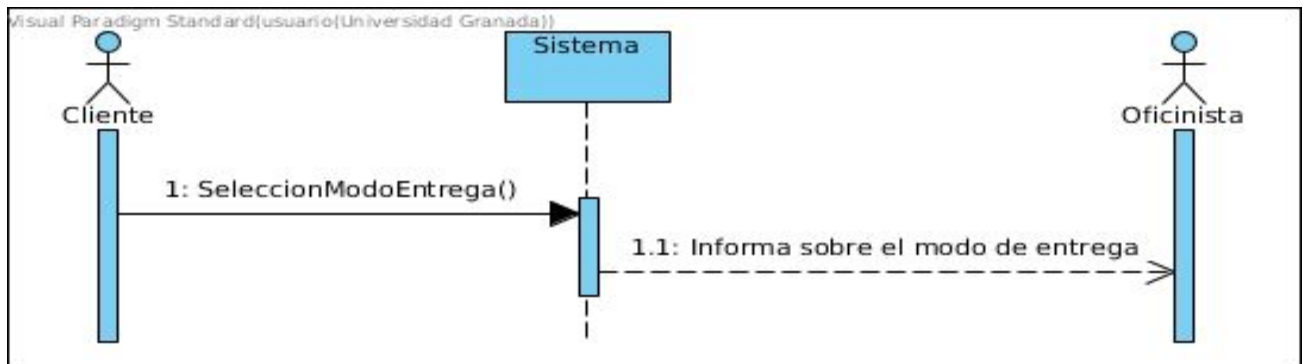 Visual Paradigm Standard(usuario(Universidad Granada))
Sistema
Cliente
Oficinista
1: SeleccionModoEntrega()
1.1: Informa sobre el modo de entrega